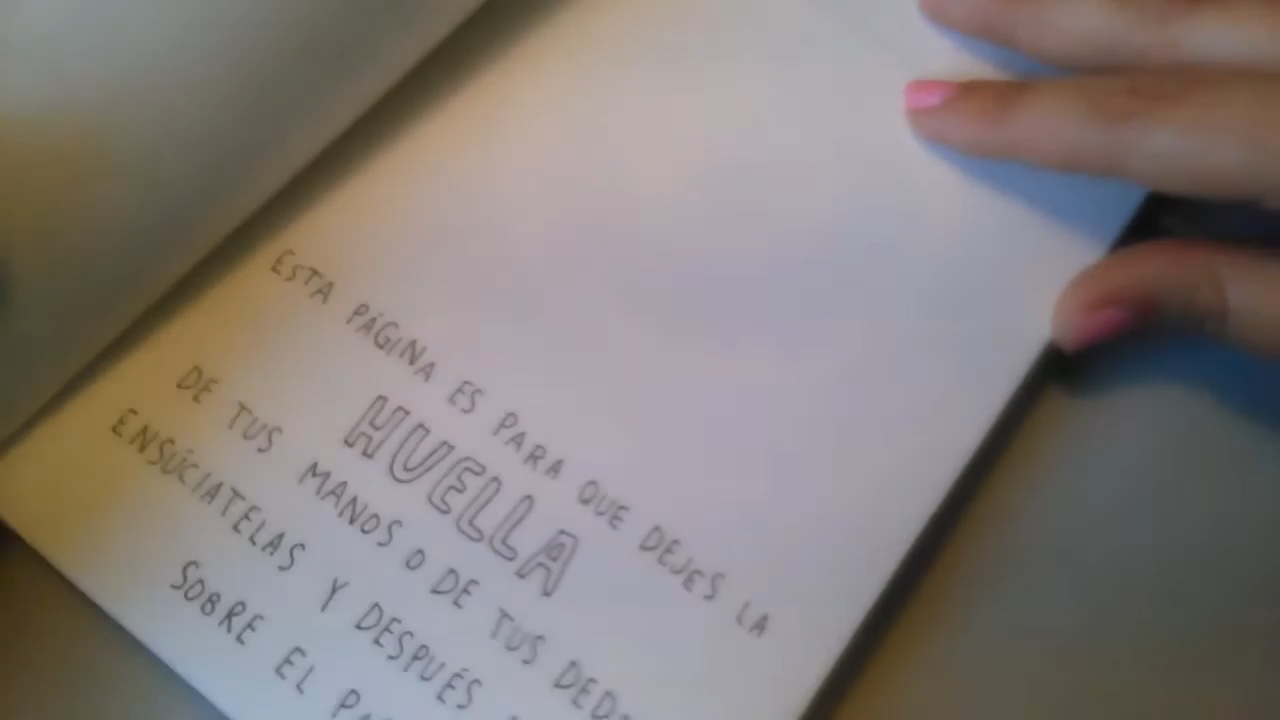 ESTA PÁGINA ES PARA QUE DEJES LA
HUELLA
DE TUS MANOS O DE TUS
ENSÚCIATELAS Y DESPUÉS
SOBRE EL